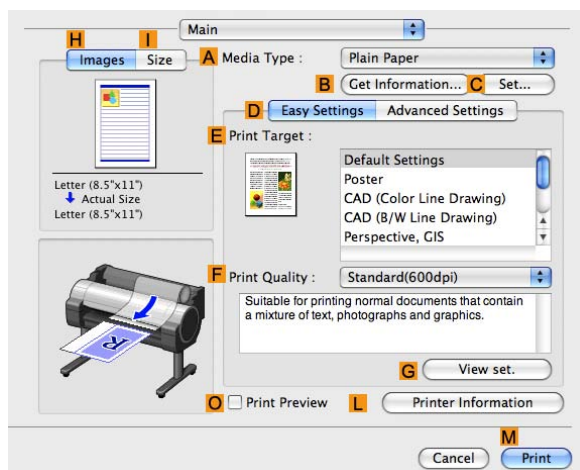 Main
H
I
Images
Size
A Media Type :
Plain Paper
B Get Information...
C Set...
D Easy Settings
Advanced Settings
E Print Target :
Default Settings
Poster
CAD (Color Line Drawing)
CAD (B/W Line Drawing)
Perspective, GIS
Letter (8.5"x11")
Actual Size
Letter (8.5"x11")
F Print Quality :
Standard(600dpi)
Suitable for printing normal documents that contain
a mixture of text, photographs and graphics.
G View set.
O Print Preview
L Printer Information
M
Cancel
Print